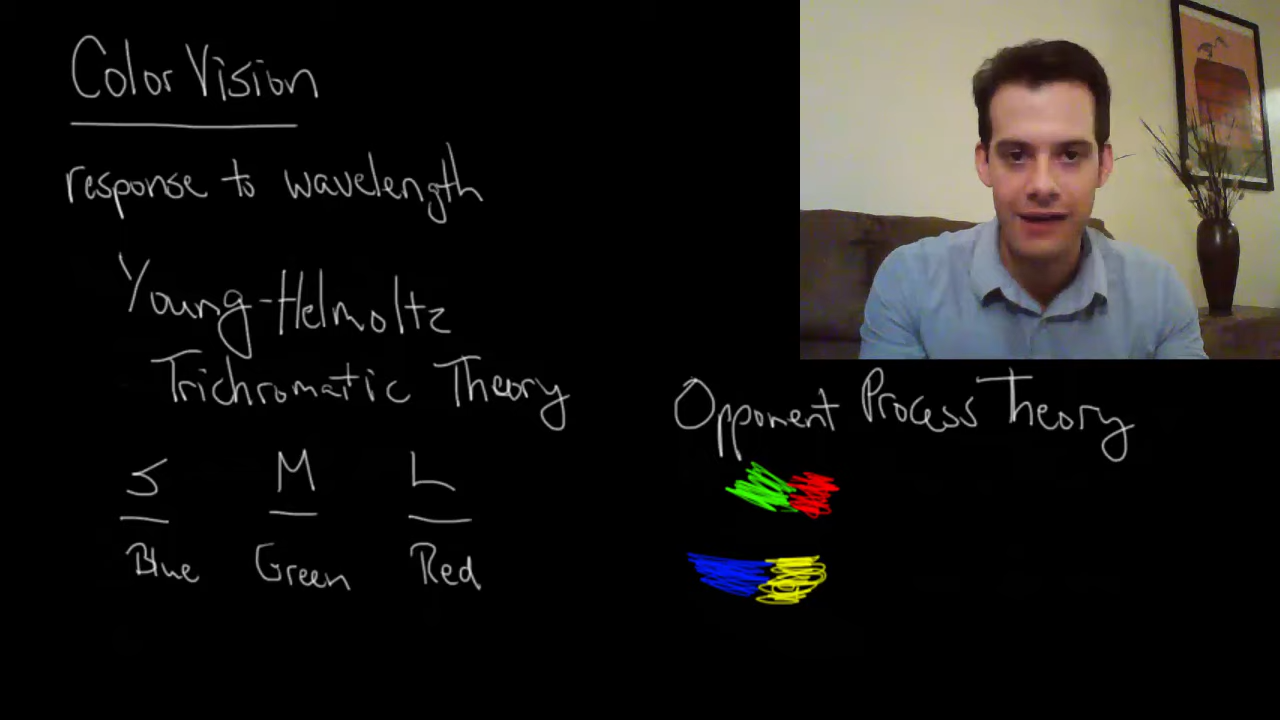 Color Vision
response to wavelength
Young-Helmoltz
Trichromatic Theory
S M L
Blue Green Red
Opponent Process Theory